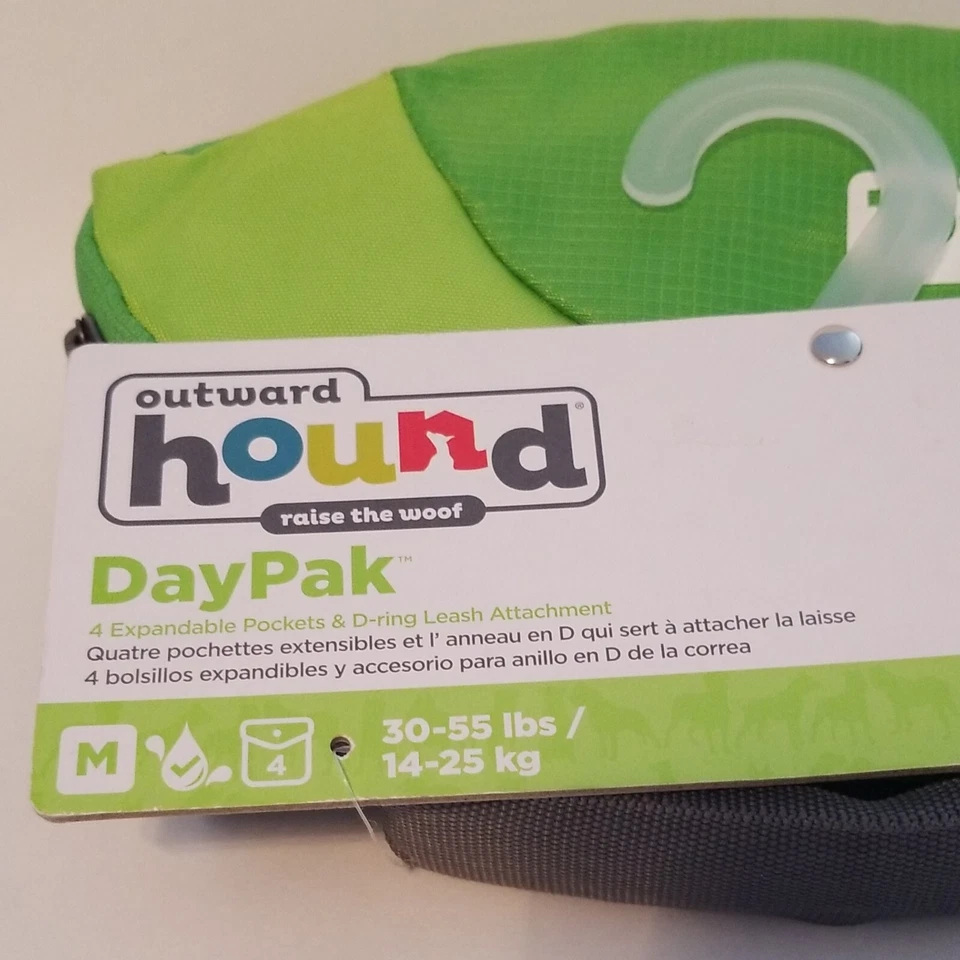 outward
hound®
raise the woof
DayPak™
4 Expandable Pockets & D-ring Leash Attachment
Quatre pochettes extensibles et l' anneau en D qui sert à attacher la laisse
4 bolsillos expandibles y accesorio para anillo en D de la correa
M
4
30-55 lbs /
14-25 kg